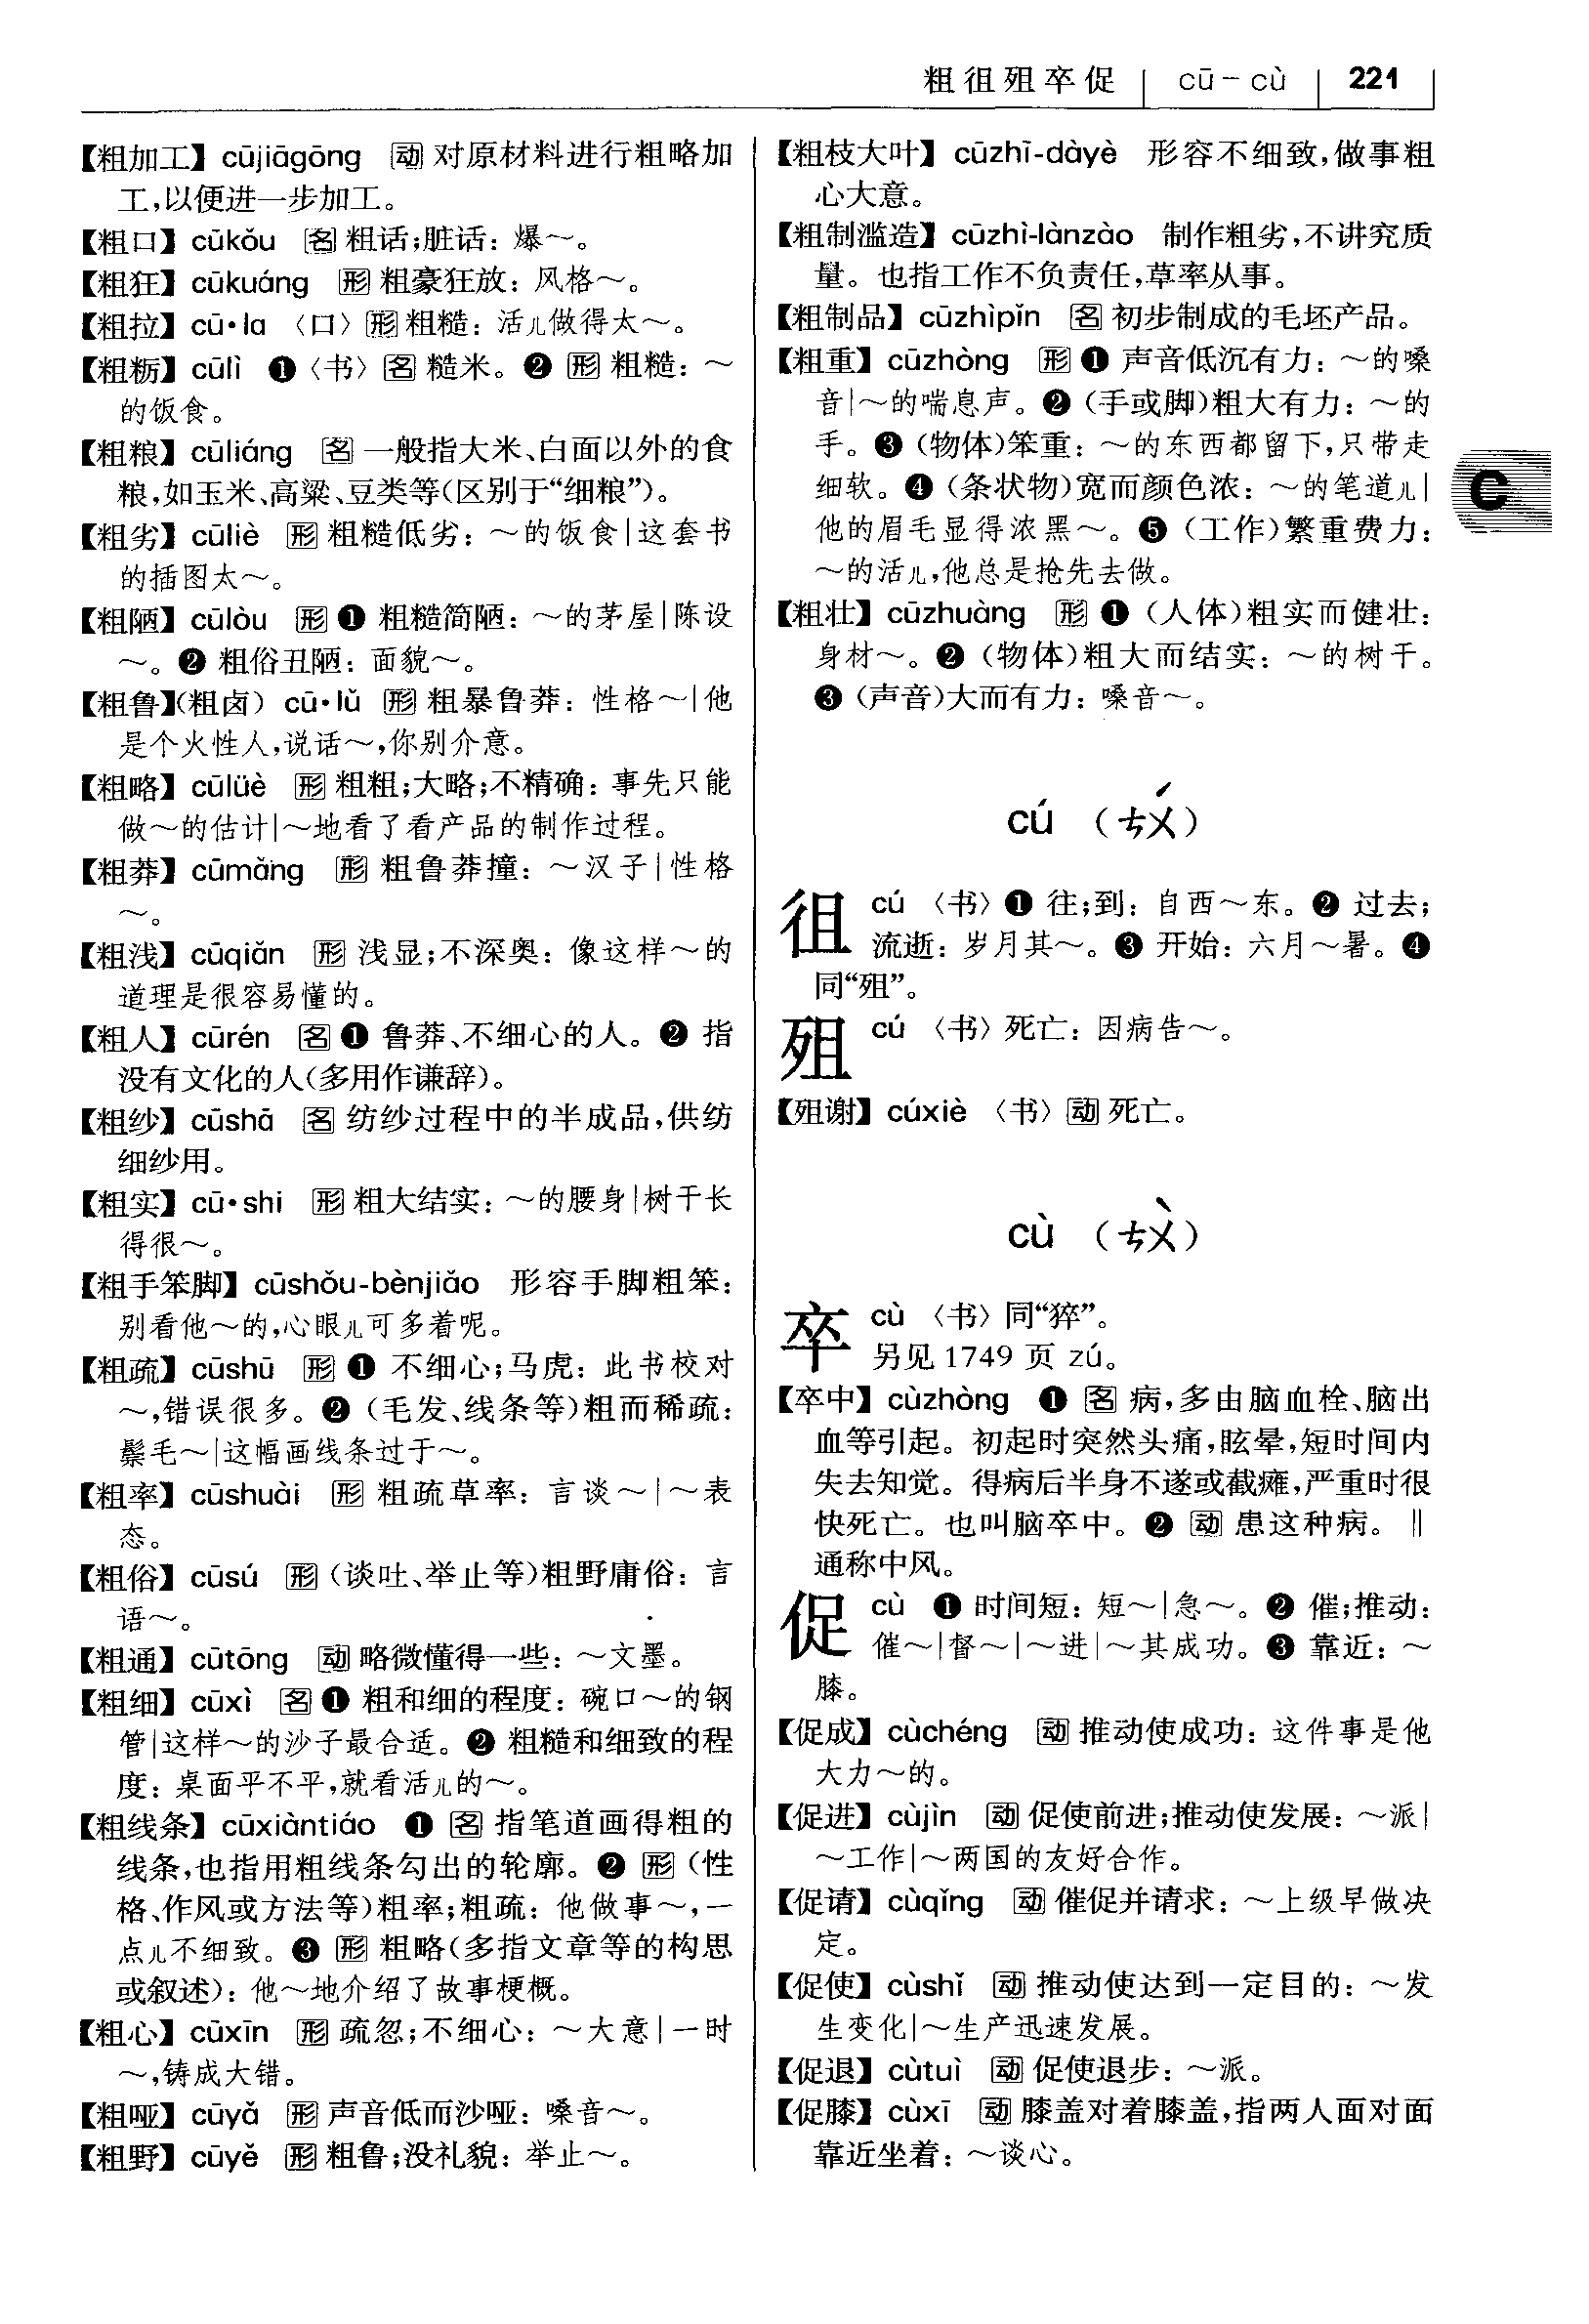 粗徂殂卒促 | cū－cù | 221
【粗加工】 cūjiāgōng 动 对原材料进行粗略加
工,以便进一步加工。
【粗口】 cūkǒu 名 粗话;脏话：爆～。
【粗狂】 cūkuáng 形 粗豪狂放：风格～。
【粗拉】 cū•la 〈口〉 形 粗糙：活儿做得太～。
【粗粝】 cūlì ❶〈书〉 名 糙米。❷ 形 粗糙：～
的饭食。
【粗粮】 cūliáng 名 一般指大米、白面以外的食
粮,如玉米、高粱、豆类等(区别于“细粮”)。
【粗劣】 cūliè 形 粗糙低劣：～的饭食|这套书
的插图太～。
【粗陋】 cūlòu 形 ❶ 粗糙简陋：～的茅屋|陈设
～。❷ 粗俗丑陋：面貌～。
【粗鲁】(粗卤) cū•lǔ 形 粗暴鲁莽：性格～|他
是个火性人,说话～,你别介意。
【粗略】 cūlüè 形 粗粗;大略;不精确：事先只能
做～的估计|～地看了看产品的制作过程。
【粗莽】 cūmǎng 形 粗鲁莽撞：～汉子|性格
～。
【粗浅】 cūqiǎn 形 浅显;不深奥：像这样～的
道理是很容易懂的。
【粗人】 cūrén 名 ❶ 鲁莽、不细心的人。❷ 指
没有文化的人(多用作谦辞)。
【粗纱】 cūshā 名 纺纱过程中的半成品,供纺
细纱用。
【粗实】 cū•shi 形 粗大结实：～的腰身|树干长
得很～。
【粗手笨脚】 cūshǒu-bènjiǎo 形容手脚粗笨：
别看他～的,心眼儿可多着呢。
【粗疏】 cūshū 形 ❶ 不细心;马虎：此书校对
～,错误很多。❷ (毛发、线条等)粗而稀疏：
鬃毛～|这幅画线条过于～。
【粗率】 cūshuài 形 粗疏草率：言谈～|～表
态。
【粗俗】 cūsú 形 (谈吐、举止等)粗野庸俗：言
语～。
【粗通】 cūtōng 动 略微懂得一些：～文墨。
【粗细】 cūxì 名 ❶ 粗和细的程度：碗口～的钢
管|这样～的沙子最合适。❷ 粗糙和细致的程
度：桌面平不平,就看活儿的～。
【粗线条】 cūxiàntiáo ❶ 名 指笔道画得粗的
线条,也指用粗线条勾出的轮廓。❷ 形 (性
格、作风或方法等)粗率;粗疏：他做事～,一
点儿不细致。❸ 形 粗略(多指文章等的构思
或叙述)：他～地介绍了故事梗概。
【粗心】 cūxīn 形 疏忽;不细心：～大意|一时
～,铸成大错。
【粗哑】 cūyǎ 形 声音低而沙哑：嗓音～。
【粗野】 cūyě 形 粗鲁;没礼貌：举止～。
【粗枝大叶】 cūzhī-dàyè 形容不细致,做事粗
心大意。
【粗制滥造】 cūzhì-lànzào 制作粗劣,不讲究质
量。也指工作不负责任,草率从事。
【粗制品】 cūzhìpǐn 名 初步制成的毛坯产品。
【粗重】 cūzhòng 形 ❶ 声音低沉有力：～的嗓
音|～的喘息声。❷ (手或脚)粗大有力：～的
手。❸ (物体)笨重：～的东西都留下,只带走
细软。❹ (条状物)宽而颜色浓：～的笔道儿|
他的眉毛显得浓黑～。❺ (工作)繁重费力：
～的活儿,他总是抢先去做。
【粗壮】 cūzhuàng 形 ❶ (人体)粗实而健壮：
身材～。❷ (物体)粗大而结实：～的树干。
❸ (声音)大而有力：嗓音～。
C
cú （ㄘㄨˊ）
徂 cú 〈书〉❶ 往;到：自西～东。❷ 过去;
流逝：岁月其～。❸ 开始：六月～暑。❹
同“殂”。
殂 cú 〈书〉死亡：因病告～。
【殂谢】 cúxiè 〈书〉 动 死亡。
cù （ㄘㄨˋ）
卒 cù 〈书〉同“猝”。
另见 1749 页 zú。
【卒中】 cùzhòng ❶ 名 病,多由脑血栓、脑出
血等引起。初起时突然头痛,眩晕,短时间内
失去知觉。得病后半身不遂或截瘫,严重时很
快死亡。也叫脑卒中。❷ 动 患这种病。‖
通称中风。
促 cù ❶ 时间短：短～|急～。❷ 催;推动：
催～|督～|～进|～其成功。❸ 靠近：～
膝。
【促成】 cùchéng 动 推动使成功：这件事是他
大力～的。
【促进】 cùjìn 动 促使前进;推动使发展：～派|
～工作|～两国的友好合作。
【促请】 cùqǐng 动 催促并请求：～上级早做决
定。
【促使】 cùshǐ 动 推动使达到一定目的：～发
生变化|～生产迅速发展。
【促退】 cùtuì 动 促使退步：～派。
【促膝】 cùxī 动 膝盖对着膝盖,指两人面对面
靠近坐着：～谈心。